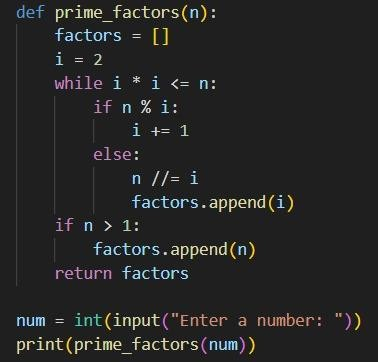 def prime_factors(n):
    factors = []
    i = 2
    while i * i <= n:
        if n % i:
            i += 1
        else:
            n //= i
            factors.append(i)
    if n > 1:
        factors.append(n)
    return factors

num = int(input("Enter a number: "))
print(prime_factors(num))